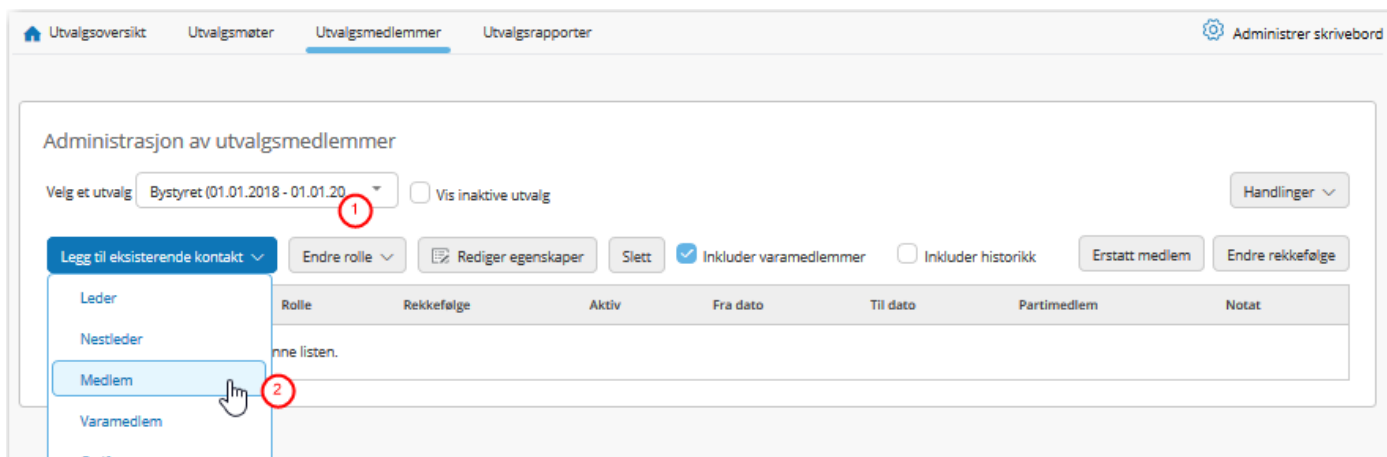 Utvalgsoversikt Utvalgsmøter Utvalgsmedlemmer Utvalgsrapporter Administrer skrivebord
Administrasjon av utvalgsmedlemmer
Velg et utvalg Bystyret (01.01.2018 - 01.01.20... Vis inaktive utvalg Handlinger
1
Legg til eksisterende kontakt Endre rolle Rediger egenskaper Slett Inkluder varamedlemmer Inkluder historikk Erstatt medlem Endre rekkefølge
Leder Rolle Rekkefølge Aktiv Fra dato Til dato Partimedlem Notat
Nestleder
nne listen.
Medlem 2
Varamedlem